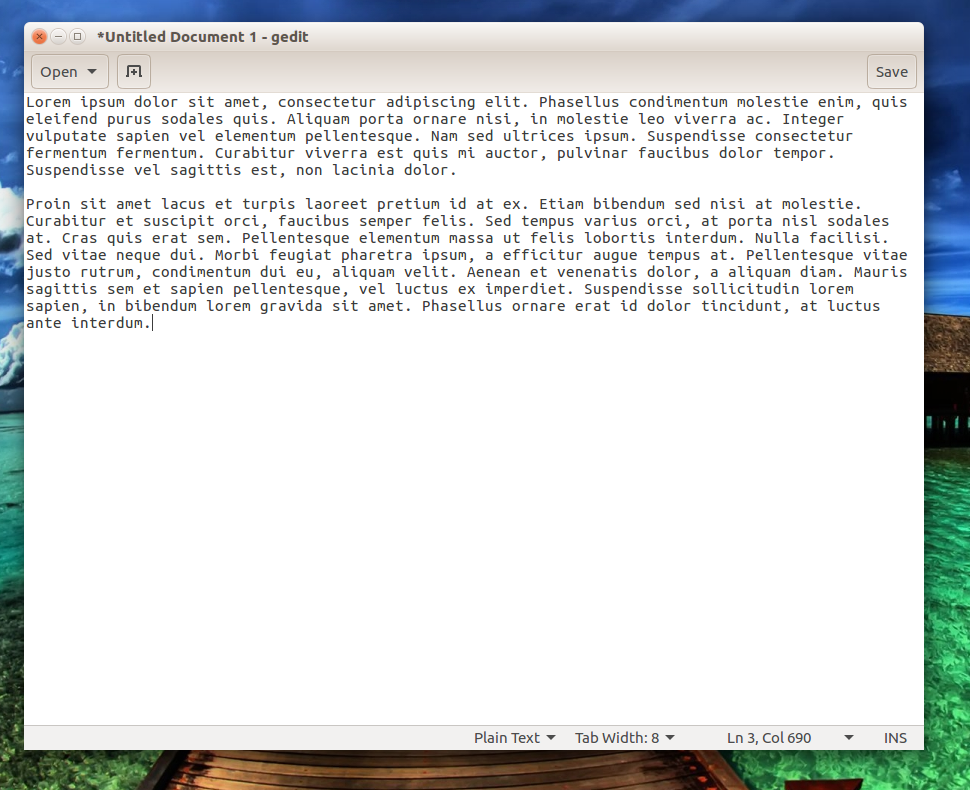 *Untitled Document 1 - gedit
Open
Save
Lorem ipsum dolor sit amet, consectetur adipiscing elit. Phasellus condimentum molestie enim, quis
eleifend purus sodales quis. Aliquam porta ornare nisi, in molestie leo viverra ac. Integer
vulputate sapien vel elementum pellentesque. Nam sed ultrices ipsum. Suspendisse consectetur
fermentum fermentum. Curabitur viverra est quis mi auctor, pulvinar faucibus dolor tempor.
Suspendisse vel sagittis est, non lacinia dolor.
Proin sit amet lacus et turpis laoreet pretium id at ex. Etiam bibendum sed nisi at molestie.
Curabitur et suscipit orci, faucibus semper felis. Sed tempus varius orci, at porta nisl sodales
at. Cras quis erat sem. Pellentesque elementum massa ut felis lobortis interdum. Nulla facilisi.
Sed vitae neque dui. Morbi feugiat pharetra ipsum, a efficitur augue tempus at. Pellentesque vitae
justo rutrum, condimentum dui eu, aliquam velit. Aenean et venenatis dolor, a aliquam diam. Mauris
sagittis sem et sapien pellentesque, vel luctus ex imperdiet. Suspendisse sollicitudin lorem
sapien, in bibendum lorem gravida sit amet. Phasellus ornare erat id dolor tincidunt, at luctus
ante interdum.
Plain Text
Tab Width: 8
Ln 3, Col 690
INS